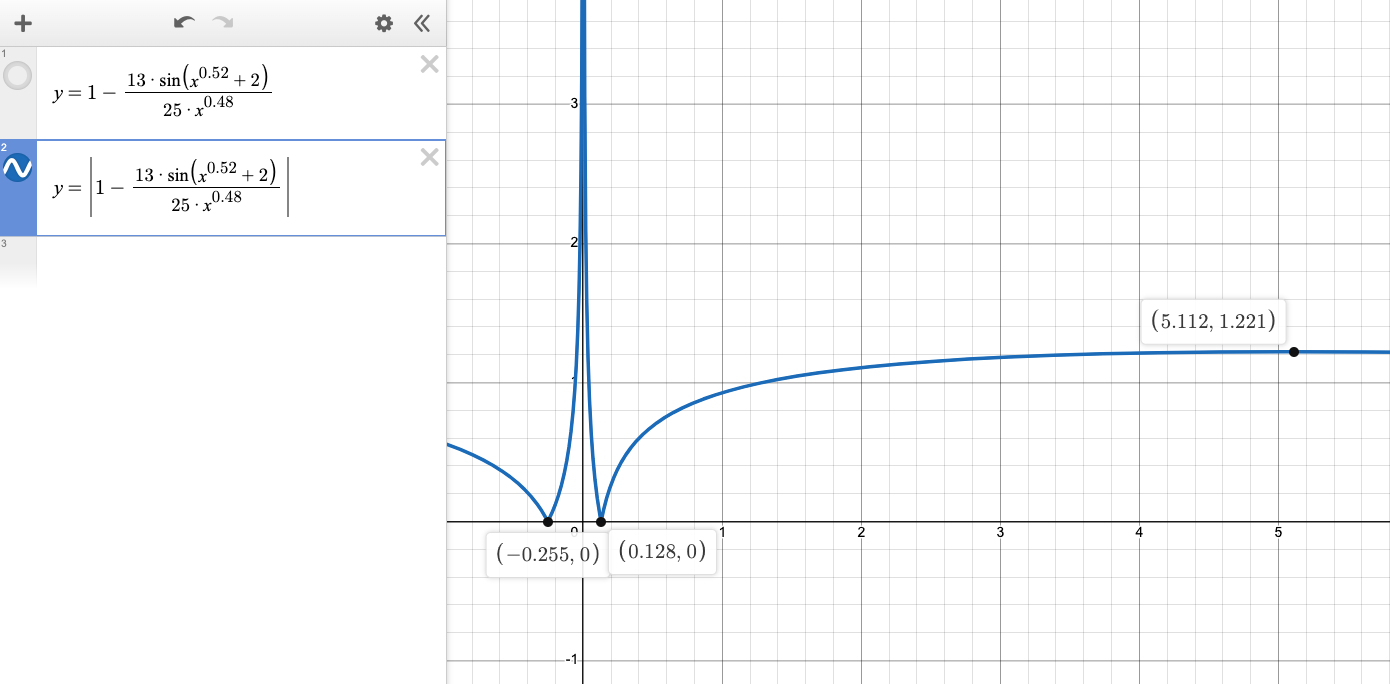 1
y = 1 − 13 · sin(x^0.52 + 2) / 25 · x^0.48
2
y = |1 − 13 · sin(x^0.52 + 2) / 25 · x^0.48|
3
3
2
1
(5.112, 1.221)
0 1 2 3 4 5
(−0.255, 0) (0.128, 0)
-1